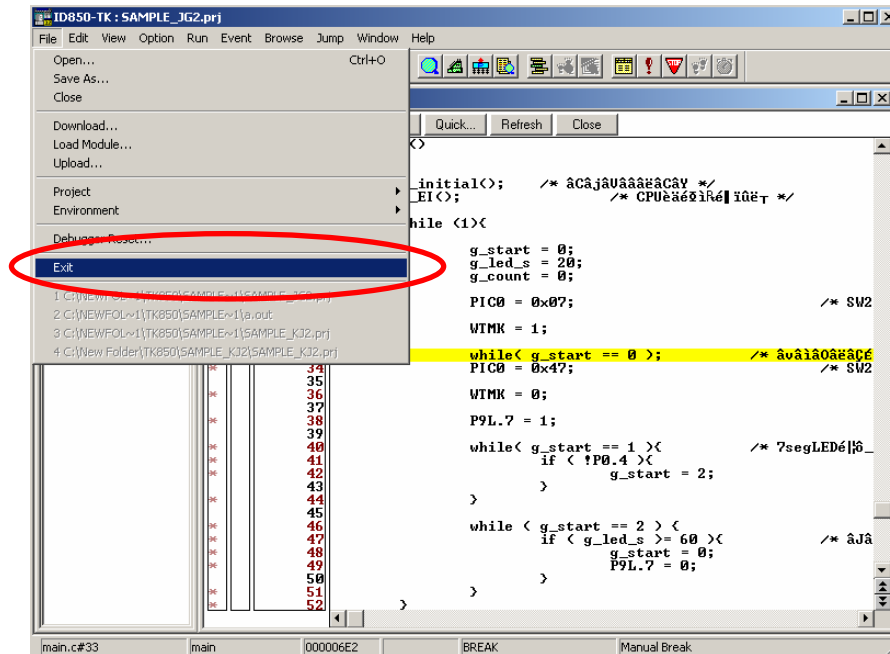 ID850-TK : SAMPLE_JG2.prj
File Edit View Option Run Event Browse Jump Window Help
Open... Ctrl+O
Save As...
Close
Download...
Load Module...
Upload...
Project
Environment
Debugger Reset...
Exit
1 C:\NEWFOL~1\TK850\SAMPLE~1\SAMPLE_JG2.prj
2 C:\NEWFOL~1\TK850\SAMPLE~1\a.out
3 C:\NEWFOL~1\TK850\SAMPLE_KJ2.prj
4 C:\New Folder\TK850\SAMPLE_KJ2\SAMPLE_KJ2.prj
Quick... Refresh Close
()
_initial(); /* */
_EI(); /* CPU */
hile (1){
g_start = 0;
g_led_s = 20;
g_count = 0;
PIC0 = 0x07; /* SW2
WTMK = 1;
while( g_start == 0 ); /*
* 34 PIC0 = 0x47; /* SW2
35
* 36 WTMK = 0;
37
* 38 P9L.7 = 1;
39
* 40 while( g_start == 1 ){ /* 7segLED
* 41 if ( !P0.4 ){
* 42 g_start = 2;
43 }
* 44 }
45
* 46 while ( g_start == 2 ) {
* 47 if ( g_led_s >= 60 ){ /*
* 48 g_start = 0;
* 49 P9L.7 = 0;
50 }
* 51 }
* 52 }
main.c#33 main 000006E2 BREAK Manual Break